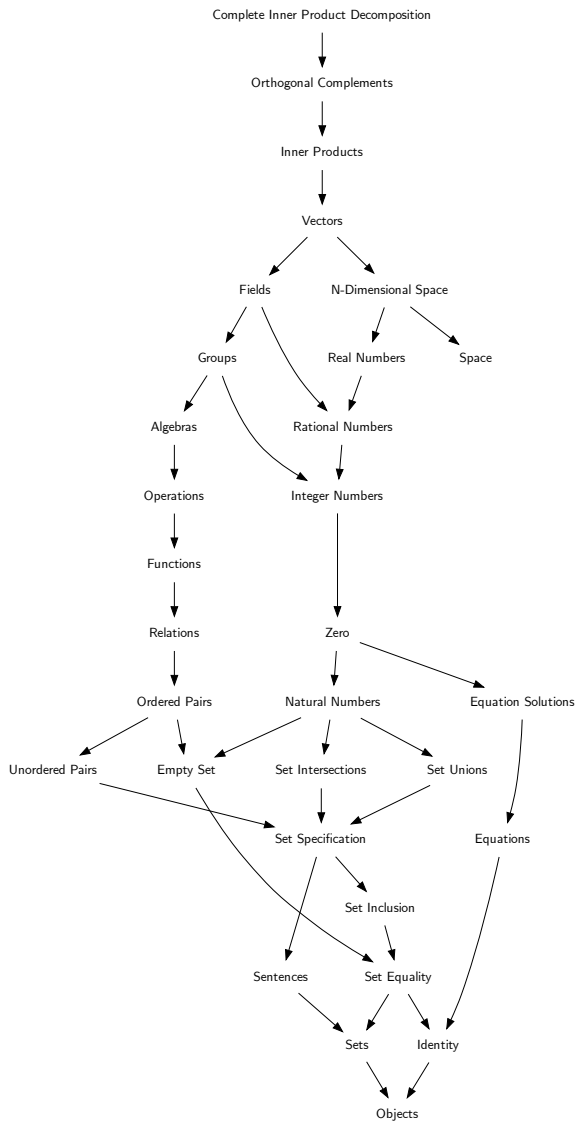 Complete Inner Product Decomposition
Orthogonal Complements
Inner Products
Vectors
Fields
N-Dimensional Space
Groups
Real Numbers
Space
Algebras
Rational Numbers
Operations
Integer Numbers
Functions
Relations
Zero
Ordered Pairs
Natural Numbers
Equation Solutions
Unordered Pairs
Empty Set
Set Intersections
Set Unions
Set Specification
Equations
Set Inclusion
Sentences
Set Equality
Sets
Identity
Objects